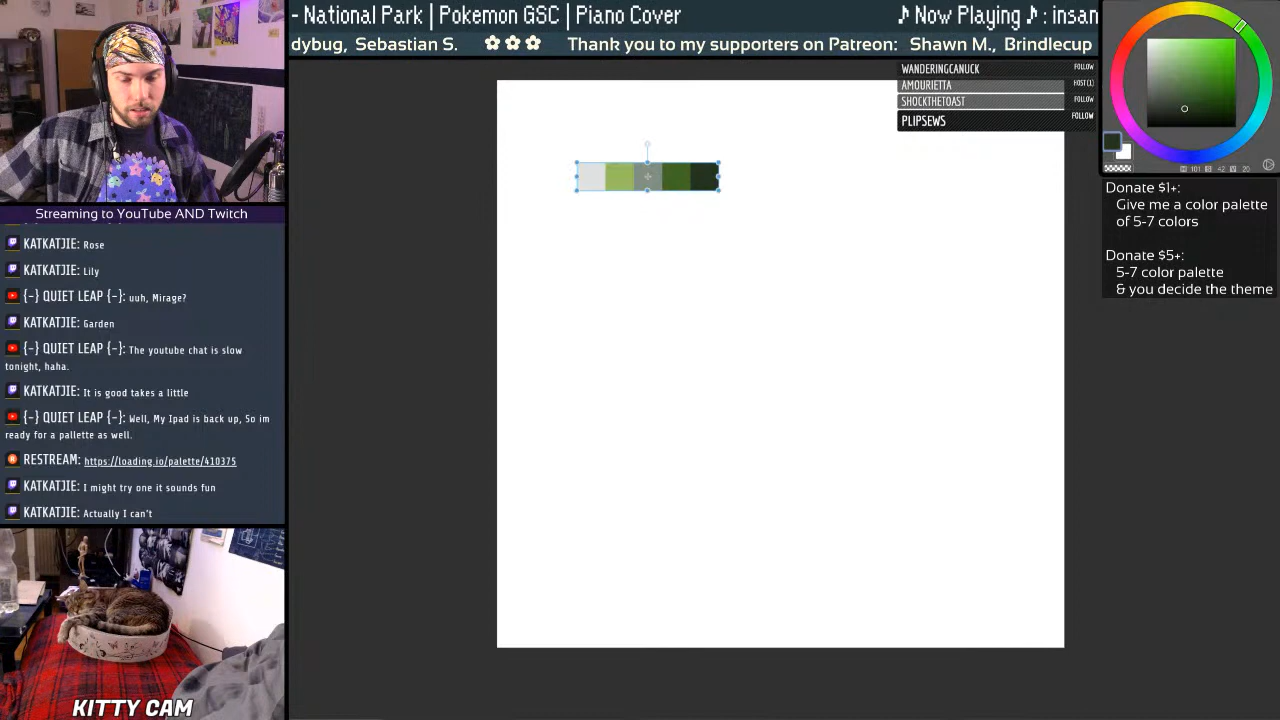 - National Park | Pokemon GSC | Piano Cover ♪ Now Playing ♪ : insan
dybug, Sebastian S. ✿ ✿ ✿ Thank you to my supporters on Patreon: Shawn M., Brindlecup
WANDERINGCANUCK FOLLOW
AMOURIETTA HOST (1)
SHOCKTHETOAST FOLLOW
PLIPSEWS FOLLOW
H 101 S 42 V 20
Donate $1+:
Give me a color palette
of 5-7 colors
Donate $5+:
5-7 color palette
& you decide the theme
Streaming to YouTube AND Twitch
KATKATJIE: Rose
KATKATJIE: Lily
{-} QUIET LEAP {-}: uuh, Mirage?
KATKATJIE: Garden
{-} QUIET LEAP {-}: The youtube chat is slow
tonight, haha.
KATKATJIE: It is good takes a little
{-} QUIET LEAP {-}: Well, My Ipad is back up, So im
ready for a pallette as well.
RESTREAM: https://loading.io/palette/410375
KATKATJIE: I might try one it sounds fun
KATKATJIE: Actually I can't
KITTY CAM